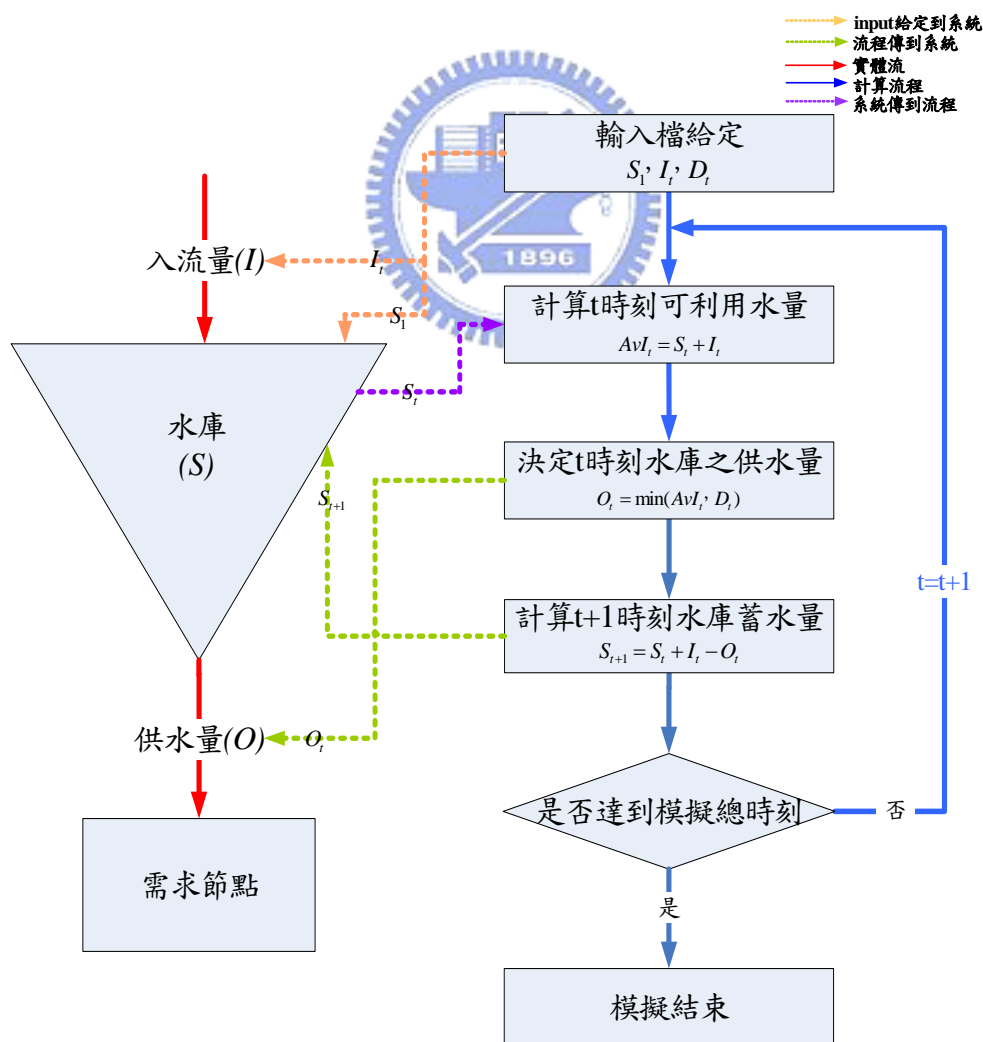 input給定到系統
流程傳到系統
實體流
計算流程
系統傳到流程
輸入檔給定
S₁, Iₜ, Dₜ
1896
入流量(I)
Iₜ
S₁
計算t時刻可利用水量
AvIₜ = Sₜ + Iₜ
Sₜ
水庫
(S)
決定t時刻水庫之供水量
Oₜ = min(AvIₜ, Dₜ)
Sₜ₊₁
t=t+1
計算t+1時刻水庫蓄水量
Sₜ₊₁ = Sₜ + Iₜ − Oₜ
供水量(O)
Oₜ
是否達到模擬總時刻
否
需求節點
是
模擬結束